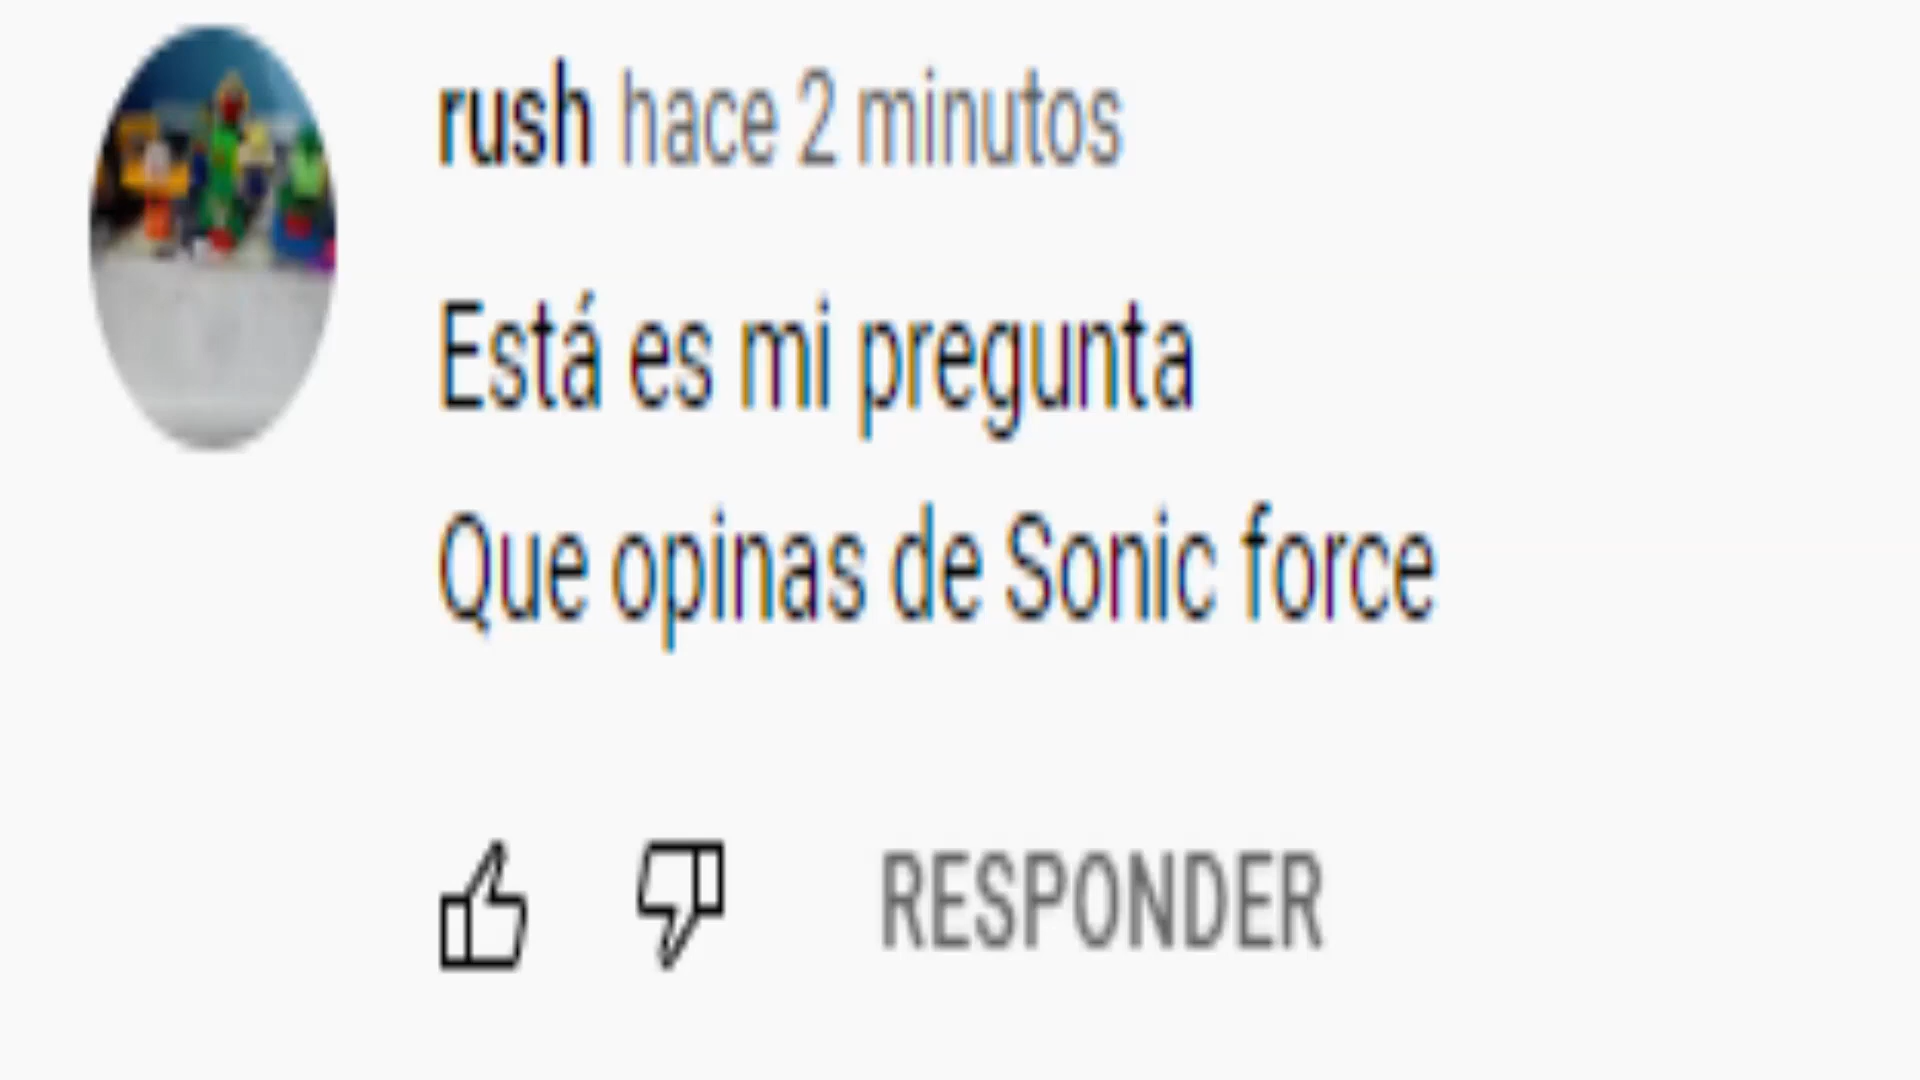 rush hace 2 minutos
Está es mi pregunta
Que opinas de Sonic force
RESPONDER